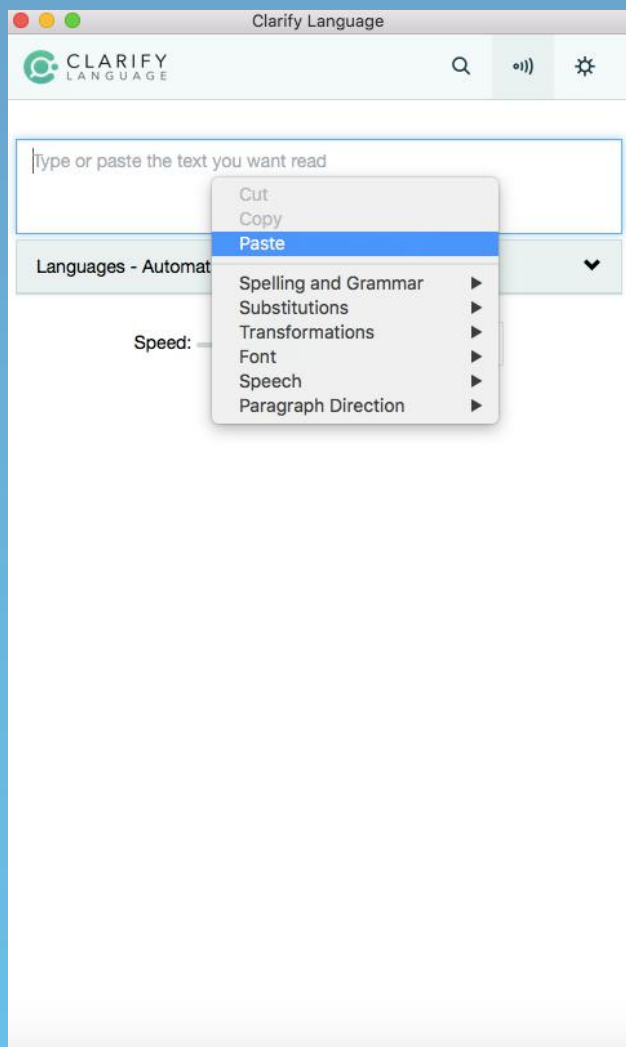 Clarify Language
CLARIFY
LANGUAGE
Type or paste the text you want read
Cut
Copy
Paste
Languages - Automat
Spelling and Grammar
Substitutions
Transformations
Speed:
Font
Speech
Paragraph Direction